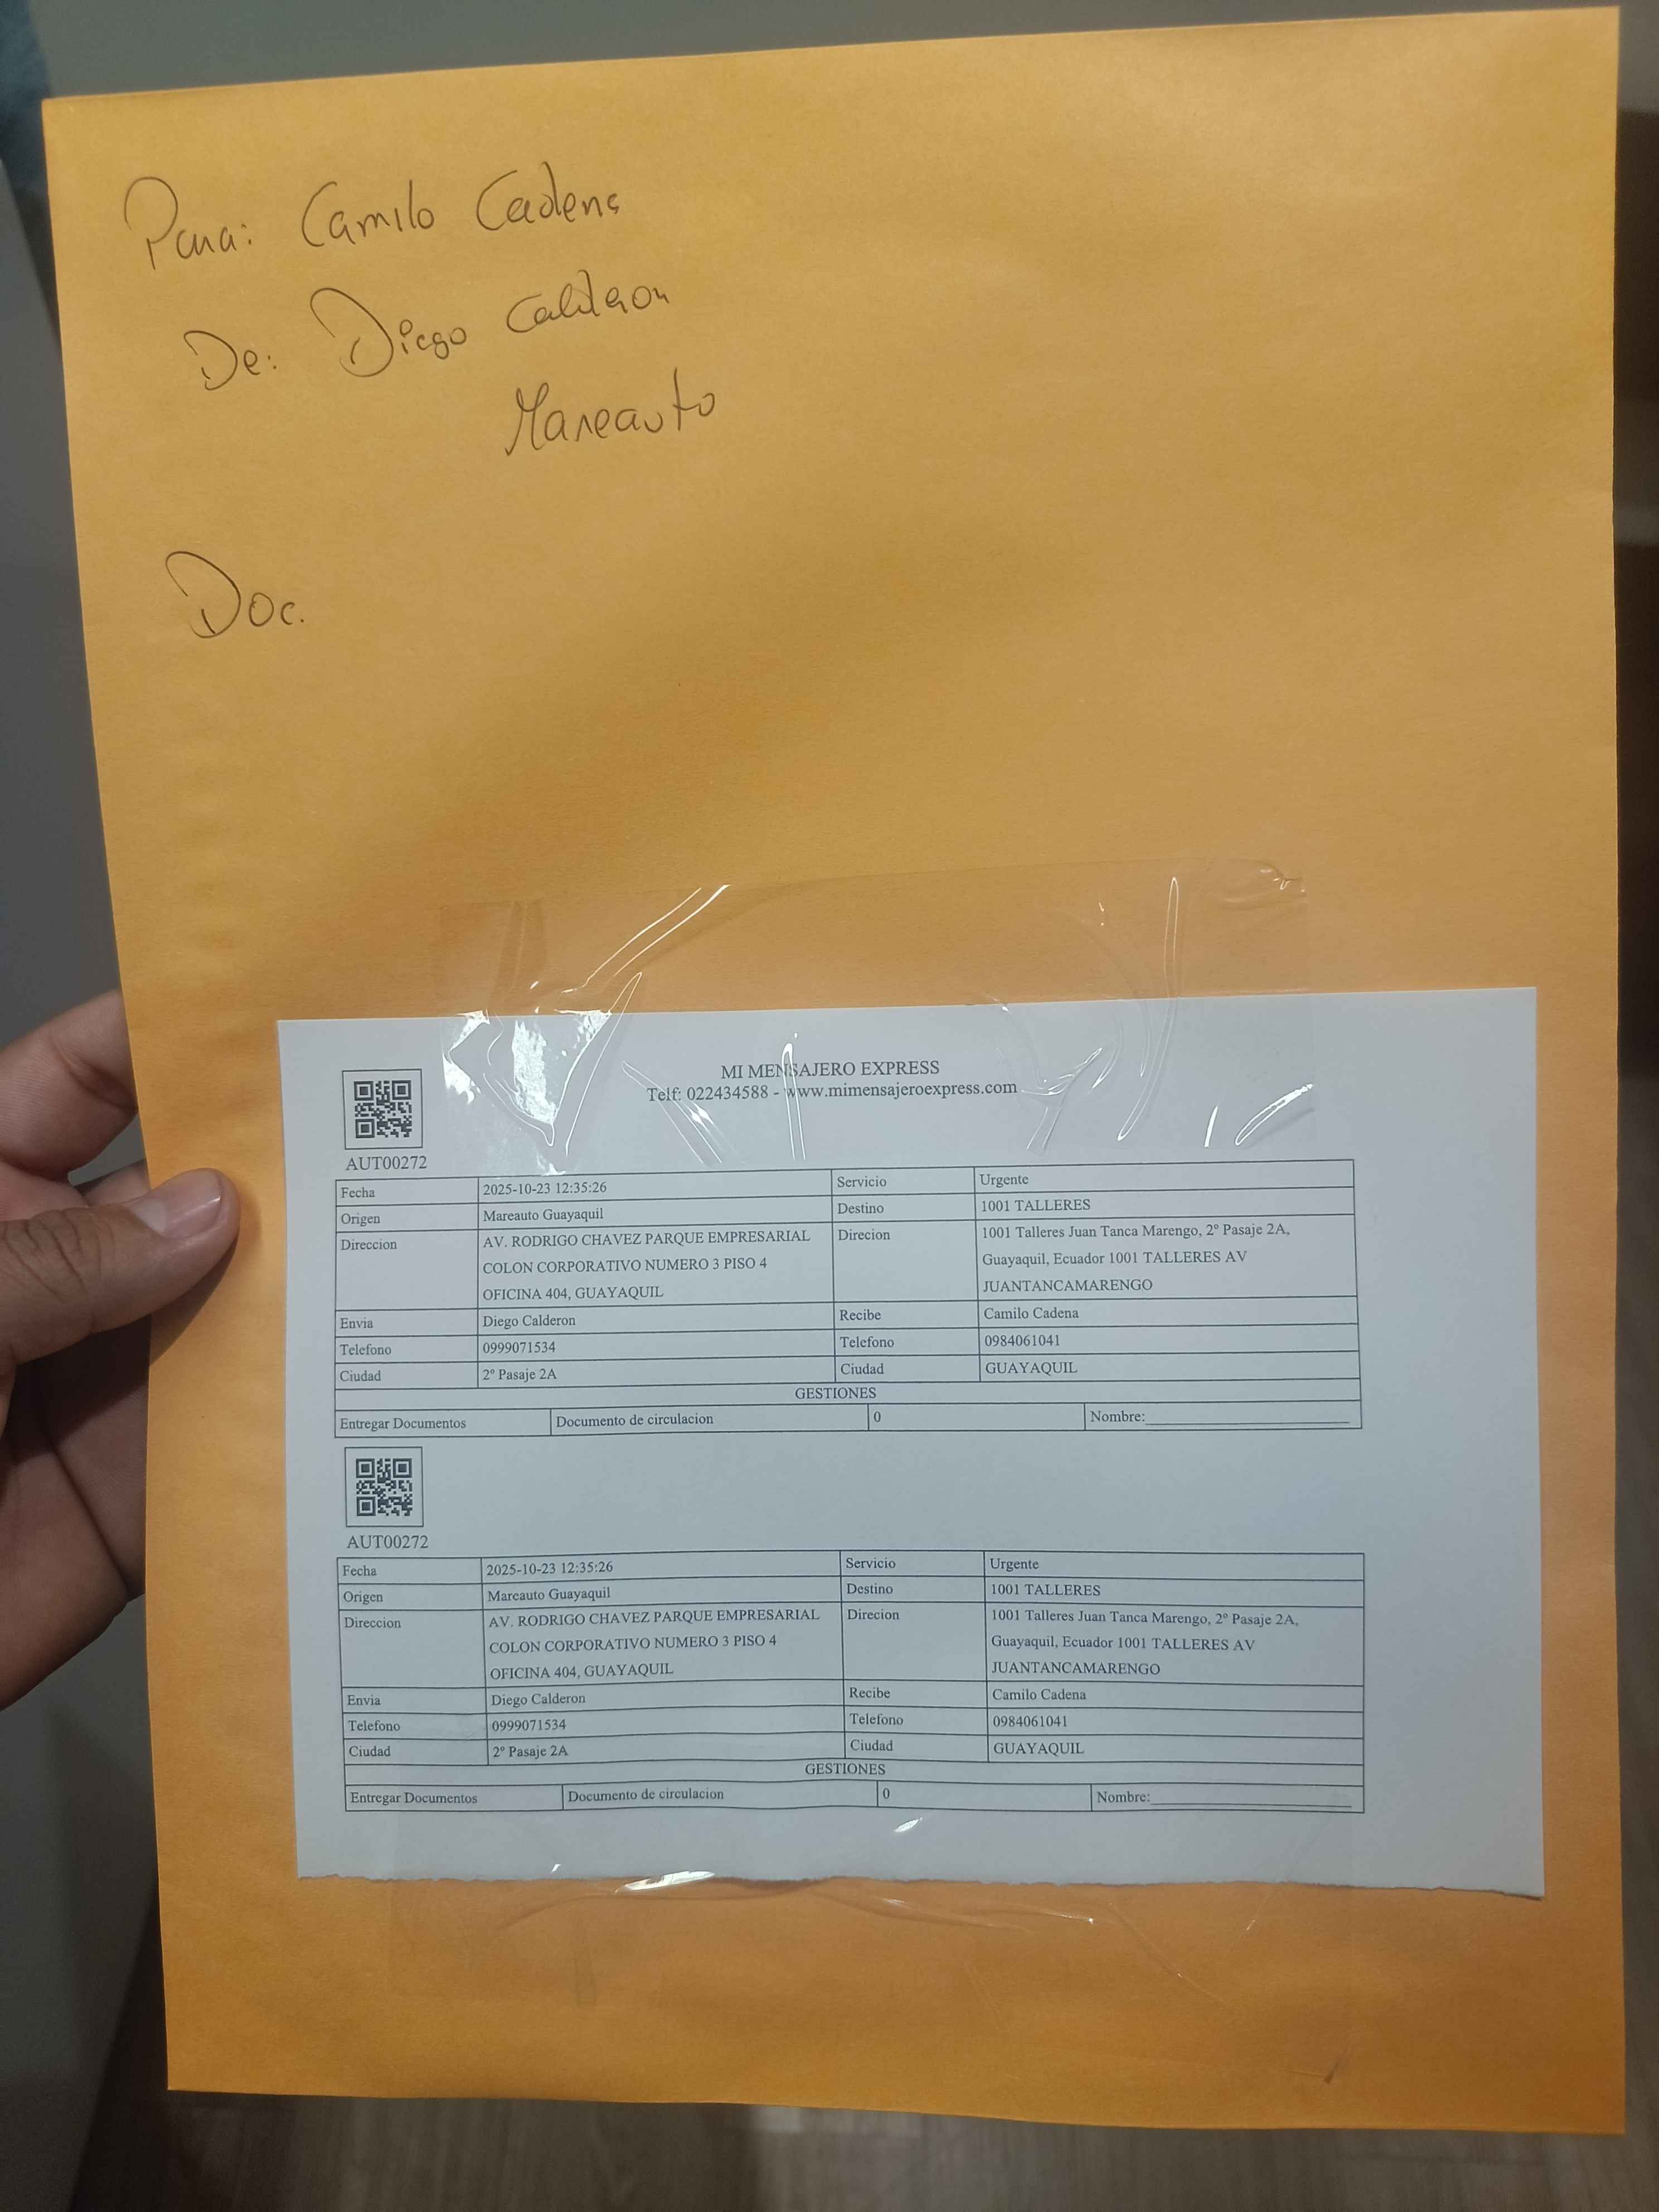 Para: Camilo Cadena
De: Diego Calderon
Mareauto
Doc.
MI MENSAJERO EXPRESS
Telf: 022434588 - www.mimensajeroexpress.com
AUT00272
Fecha 2025-10-23 12:35:26 Servicio Urgente
Origen Mareauto Guayaquil Destino 1001 TALLERES
Direccion AV. RODRIGO CHAVEZ PARQUE EMPRESARIAL Direcion 1001 Talleres Juan Tanca Marengo, 2º Pasaje 2A,
COLON CORPORATIVO NUMERO 3 PISO 4 Guayaquil, Ecuador 1001 TALLERES AV
OFICINA 404, GUAYAQUIL JUANTANCAMARENGO
Envia Diego Calderon Recibe Camilo Cadena
Telefono 0999071534 Telefono 0984061041
Ciudad 2º Pasaje 2A Ciudad GUAYAQUIL
GESTIONES
Entregar Documentos Documento de circulacion 0 Nombre:
AUT00272
Fecha 2025-10-23 12:35:26 Servicio Urgente
Origen Mareauto Guayaquil Destino 1001 TALLERES
Direccion AV. RODRIGO CHAVEZ PARQUE EMPRESARIAL Direcion 1001 Talleres Juan Tanca Marengo, 2º Pasaje 2A,
COLON CORPORATIVO NUMERO 3 PISO 4 Guayaquil, Ecuador 1001 TALLERES AV
OFICINA 404, GUAYAQUIL JUANTANCAMARENGO
Envia Diego Calderon Recibe Camilo Cadena
Telefono 0999071534 Telefono 0984061041
Ciudad 2º Pasaje 2A Ciudad GUAYAQUIL
GESTIONES
Entregar Documentos Documento de circulacion 0 Nombre: